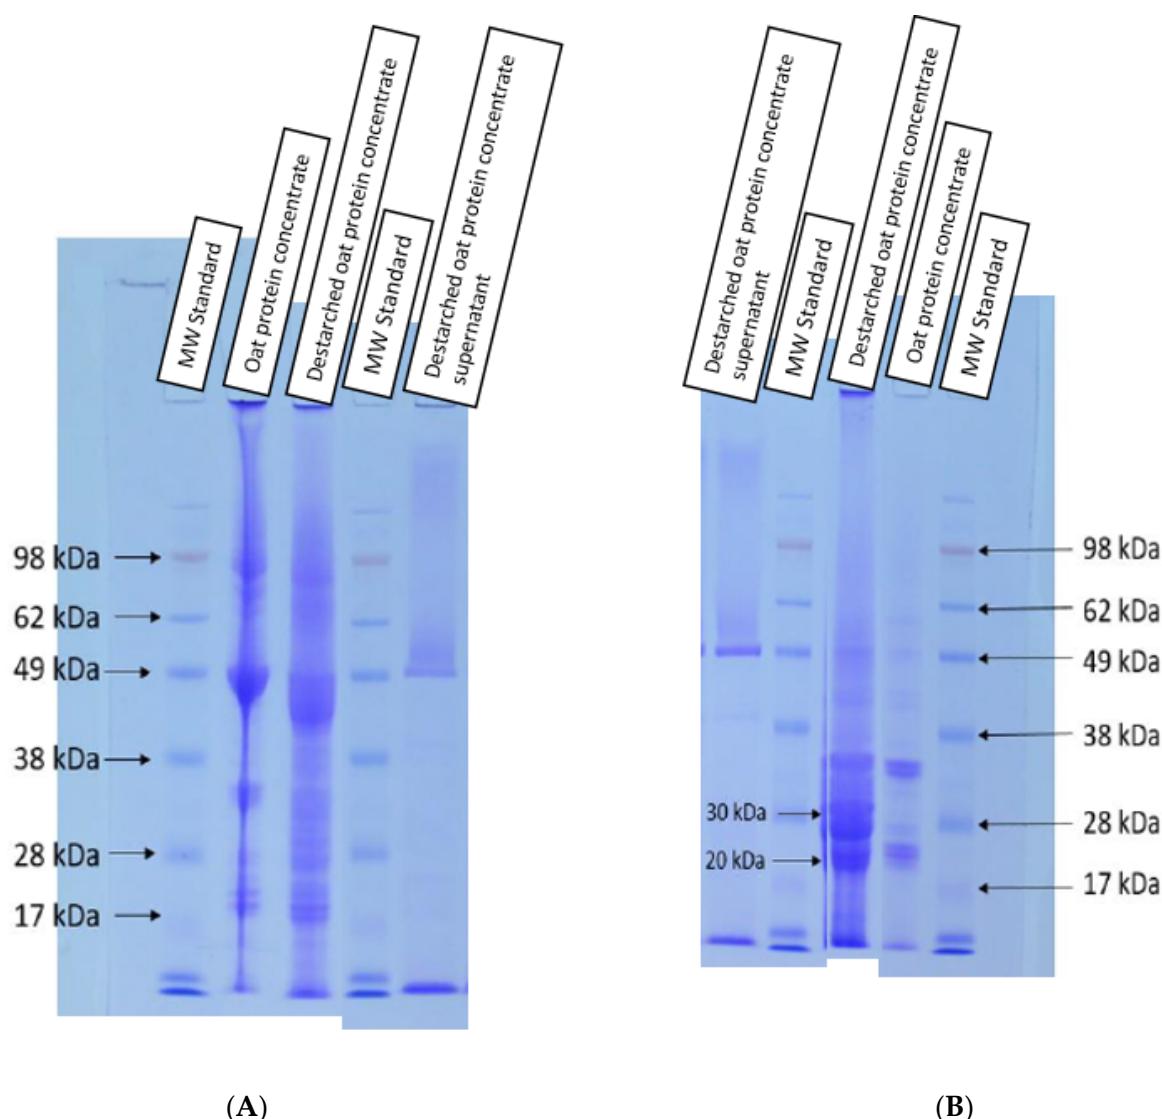 MW Standard
Oat protein concentrate
Destarched oat protein concentrate
MW Standard
Destarched oat protein concentrate
supernatant
98 kDa
62 kDa
49 kDa
38 kDa
28 kDa
17 kDa
(A)
Destarched oat protein concentrate
supernatant
MW Standard
Destarched oat protein concentrate
Oat protein concentrate
MW Standard
98 kDa
62 kDa
49 kDa
38 kDa
30 kDa
28 kDa
20 kDa
17 kDa
(B)